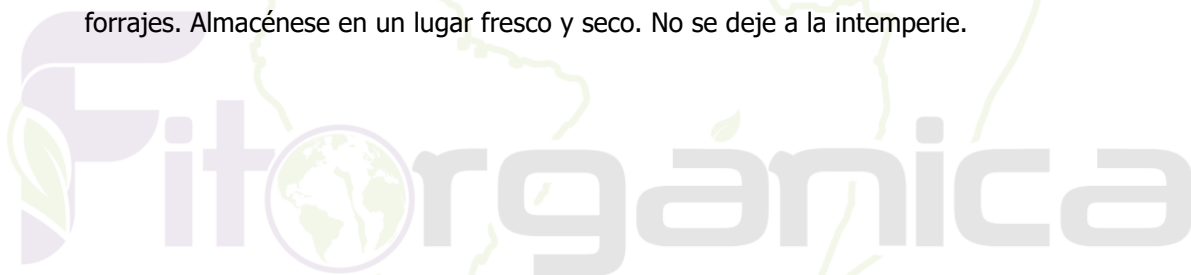 forrajes. Almacénese en un lugar fresco y seco. No se deje a la intemperie.
Fitorgánica